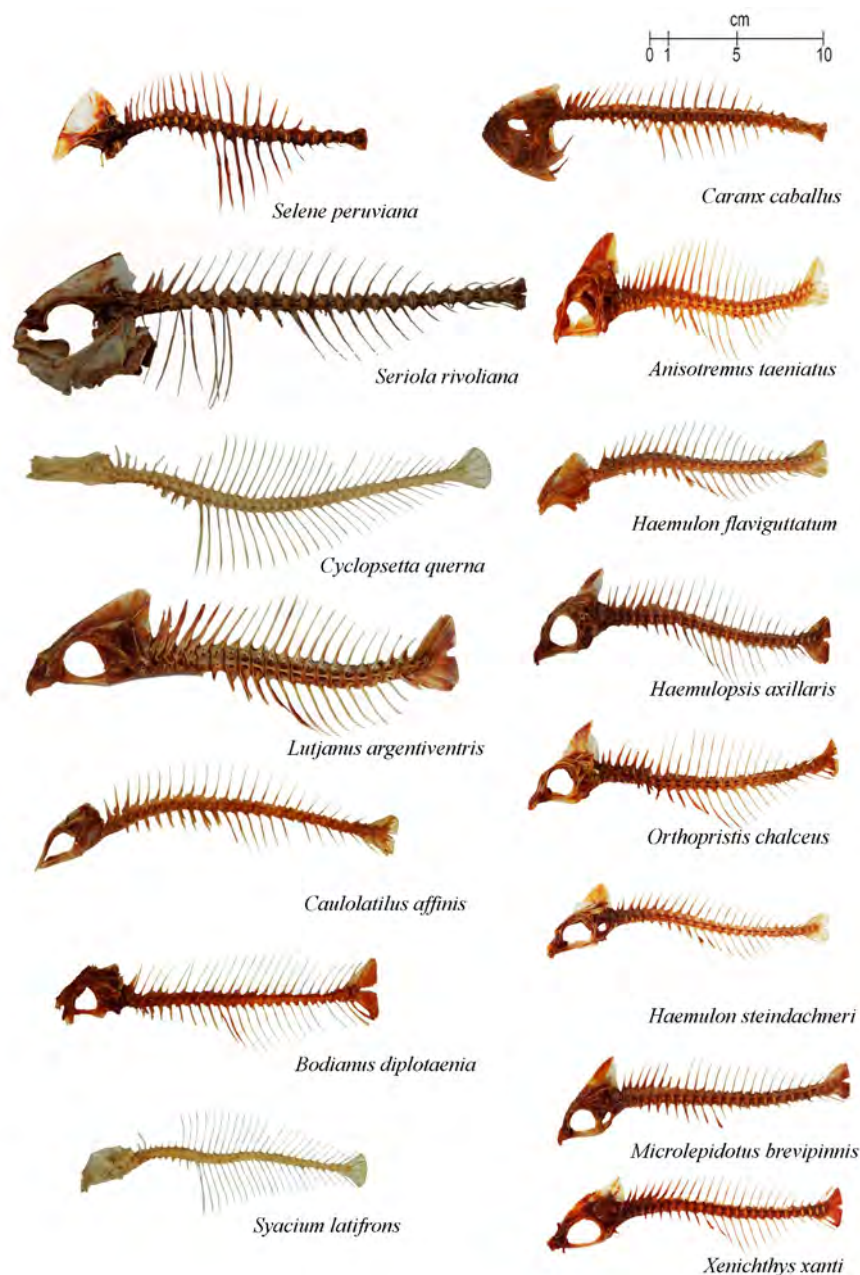 cm
0 1 5 10
Selene peruviana
Caranx caballus
Seriola rivoliana
Anisotremus taeniatus
Cyclopsetta querna
Haemulon flaviguttatum
Lutjanus argentiventris
Haemulopsis axillaris
Orthopristis chalceus
Caulolatilus affinis
Haemulon steindachneri
Bodianus diplotaenia
Microlepidotus brevipinnis
Syacium latifrons
Xenichthys xanti